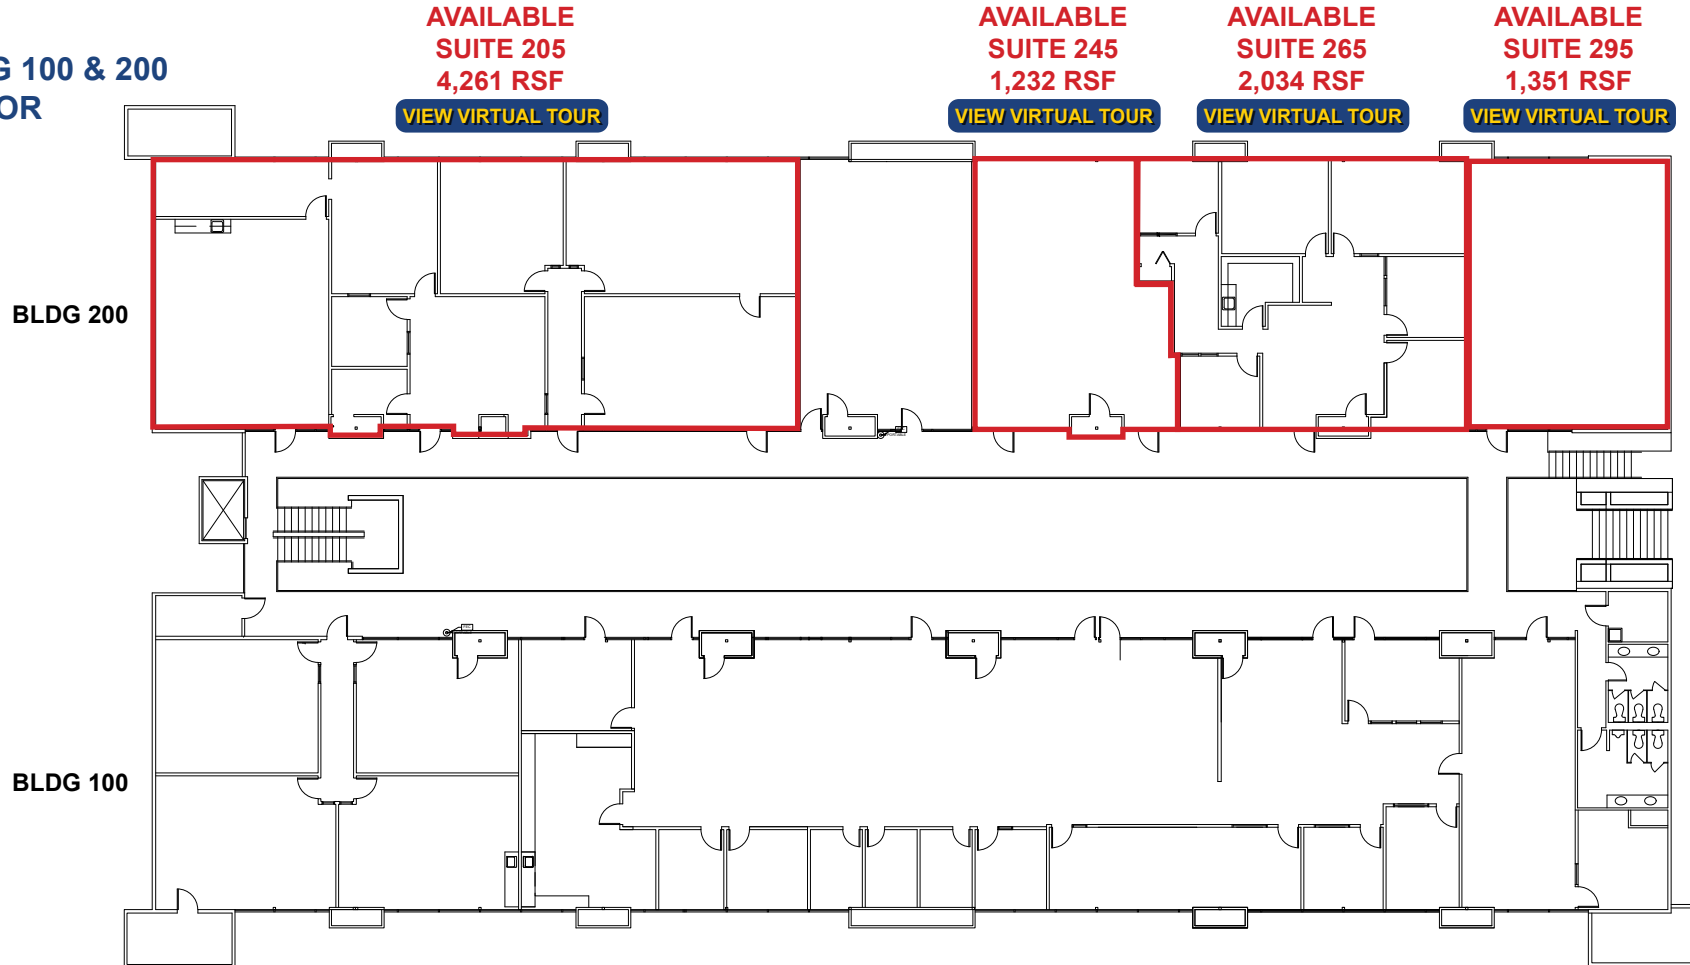 G 100 & 200
OR
AVAILABLE
SUITE 205
4,261 RSF
VIEW VIRTUAL TOUR
AVAILABLE
SUITE 245
1,232 RSF
VIEW VIRTUAL TOUR
AVAILABLE
SUITE 265
2,034 RSF
VIEW VIRTUAL TOUR
AVAILABLE
SUITE 295
1,351 RSF
VIEW VIRTUAL TOUR
BLDG 200
BLDG 100